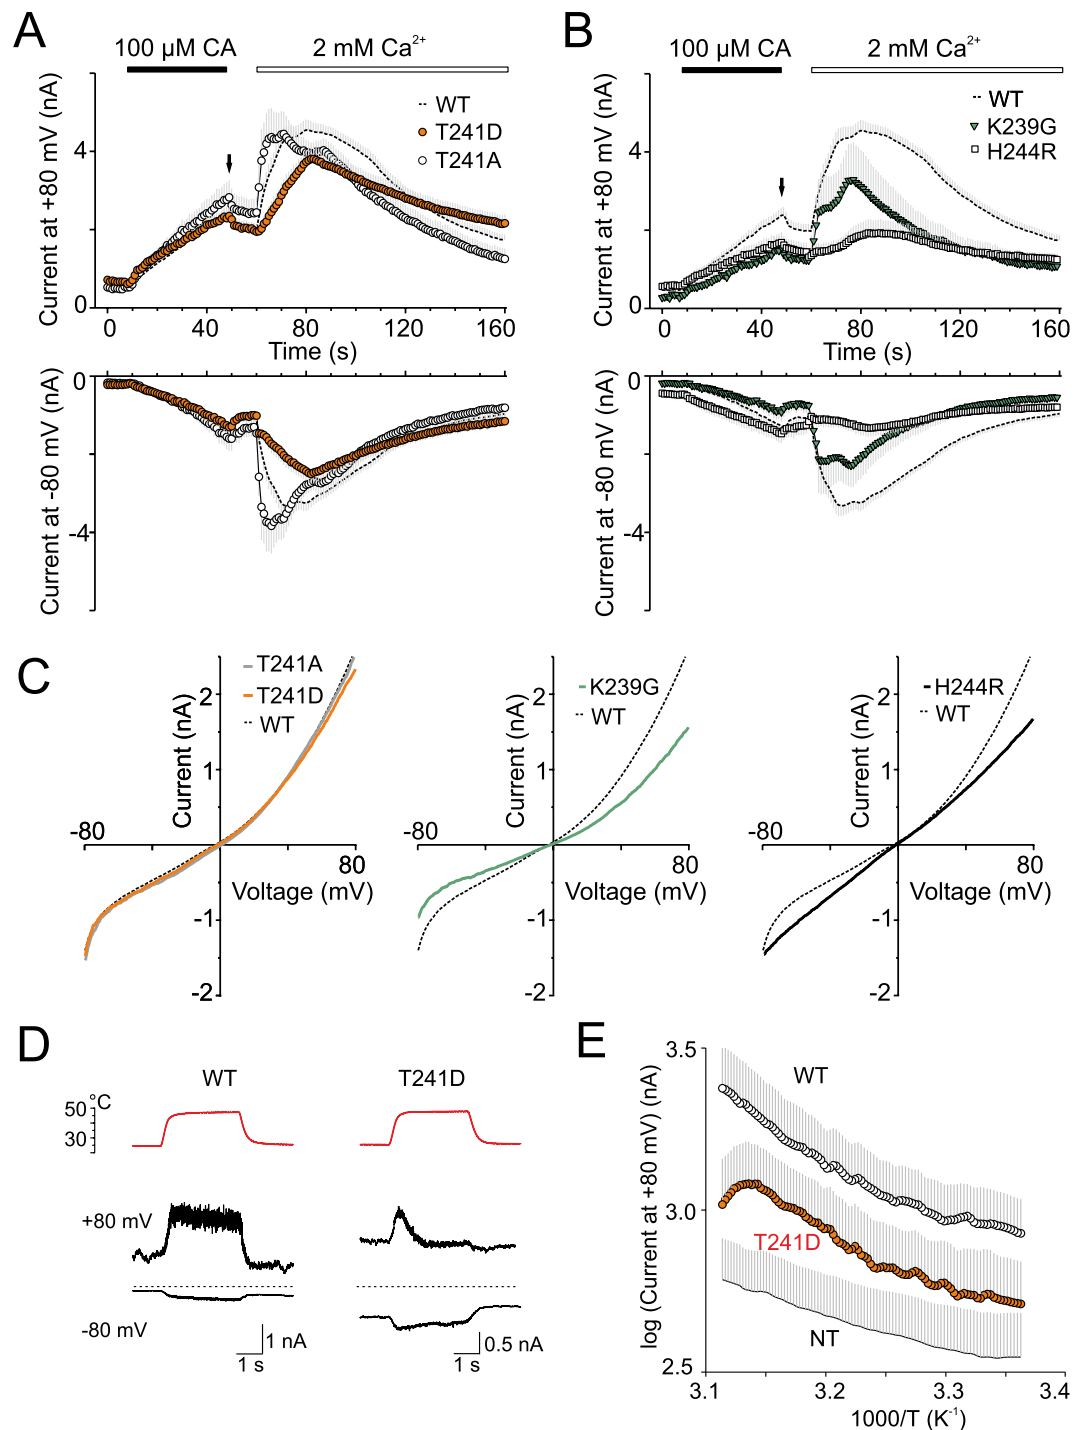 A
100 µM CA
2 mM Ca2+
WT
T241D
T241A
Current at +80 mV (nA)
4
0
0 40 80 120 160
Time (s)
Current at -80 mV (nA)
0
-4
B
100 µM CA
2 mM Ca2+
WT
K239G
H244R
Current at +80 mV (nA)
4
0
0 40 80 120 160
Time (s)
Current at -80 mV (nA)
0
-4
C
T241A
T241D
WT
Current (nA)
2
1
-80
80
Voltage (mV)
-1
-2
K239G
WT
Current (nA)
2
1
-80
80
Voltage (mV)
-1
-2
H244R
WT
Current (nA)
2
1
-80
80
Voltage (mV)
-1
-2
D
WT
T241D
°C
50
30
+80 mV
-80 mV
1 nA
1 s
0.5 nA
1 s
E
log (Current at +80 mV) (nA)
3.5
3.0
2.5
WT
T241D
NT
3.1 3.2 3.3 3.4
1000/T (K-1)